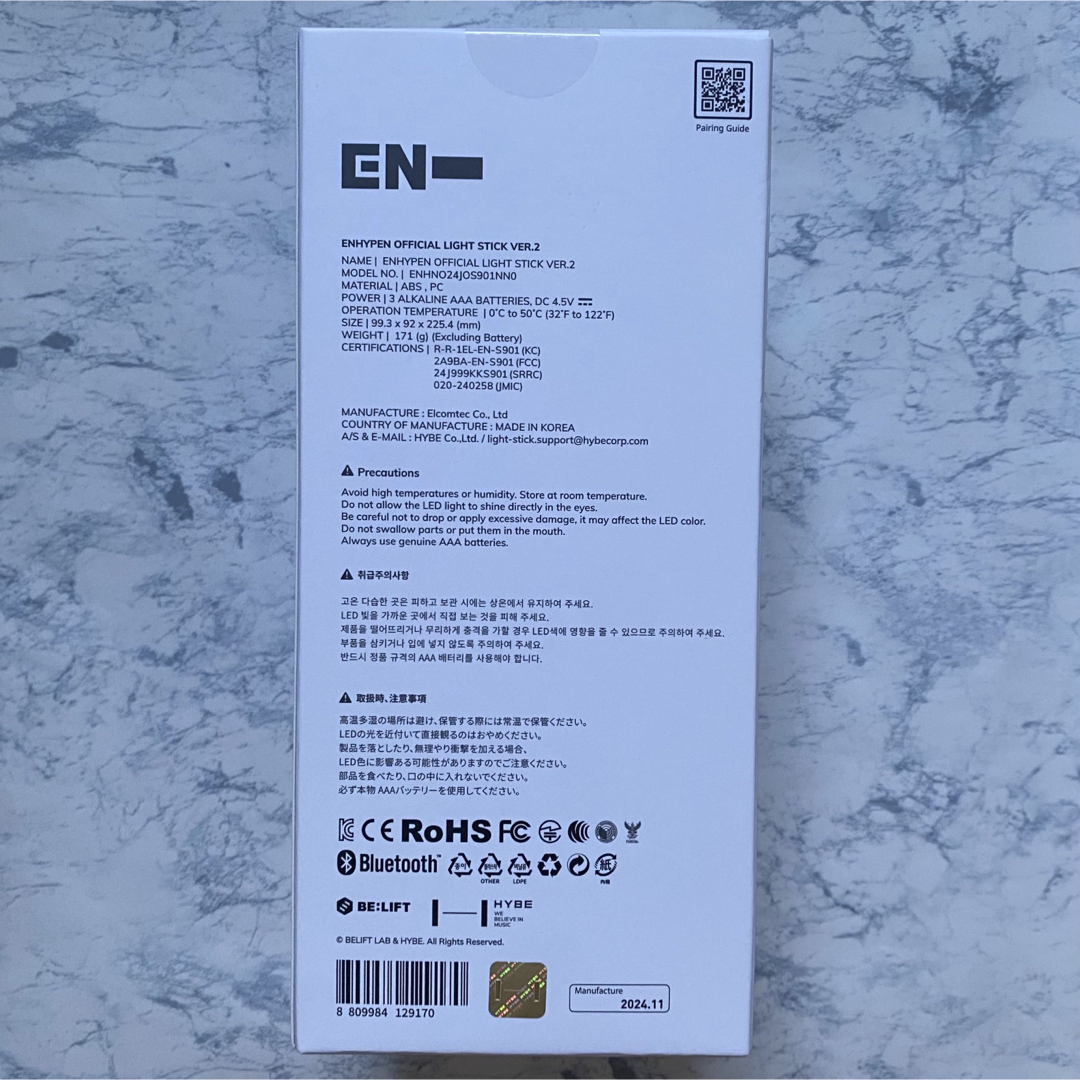 Pairing Guide
EN-
ENHYPEN OFFICIAL LIGHT STICK VER.2
NAME | ENHYPEN OFFICIAL LIGHT STICK VER.2
MODEL NO. | ENHNO24JOS901NN0
MATERIAL | ABS , PC
POWER | 3 ALKALINE AAA BATTERIES, DC 4.5V
OPERATION TEMPERATURE | 0˚C to 50˚C (32˚F to 122˚F)
SIZE | 99.3 x 92 x 225.4 (mm)
WEIGHT | 171 (g) (Excluding Battery)
CERTIFICATIONS | R-R-1EL-EN-S901 (KC)
2A9BA-EN-S901 (FCC)
24J999KKS901 (SRRC)
020-240258 (JMIC)
MANUFACTURE : Elcomtec Co., Ltd
COUNTRY OF MANUFACTURE : MADE IN KOREA
A/S & E-MAIL : HYBE Co.,Ltd. / light-stick.support@hybecorp.com
Precautions
Avoid high temperatures or humidity. Store at room temperature.
Do not allow the LED light to shine directly in the eyes.
Be careful not to drop or apply excessive damage, it may affect the LED color.
Do not swallow parts or put them in the mouth.
Always use genuine AAA batteries.
취급주의사항
고온 다습한 곳은 피하고 보관 시에는 상온에서 유지하여 주세요.
LED 빛을 가까운 곳에서 직접 보는 것을 피해 주세요.
제품을 떨어뜨리거나 무리하게 충격을 가할 경우 LED색에 영향을 줄 수 있으므로 주의하여 주세요.
부품을 삼키거나 입에 넣지 않도록 주의하여 주세요.
반드시 정품 규격의 AAA 배터리를 사용해야 합니다.
取扱時、注意事項
高温多湿の場所は避け、保管する際には常温で保管ください。
LEDの光を近付いて直接観るのはおやめください。
製品を落としたり、無理やり衝撃を加える場合、
LED色に影響ある可能性がありますのでご注意ください。
部品を食べたり、口の中に入れないでください。
必ず本物 AAAバッテリーを使用してください。
CE RoHS FC
Bluetooth™ 종이 紙
OTHER LDPE
BE:LIFT HYBE
WE
BELIEVE IN
MUSIC
© BELIFT LAB & HYBE. All Rights Reserved.
HYBE
Manufacture
2024.11
8 809984 129170